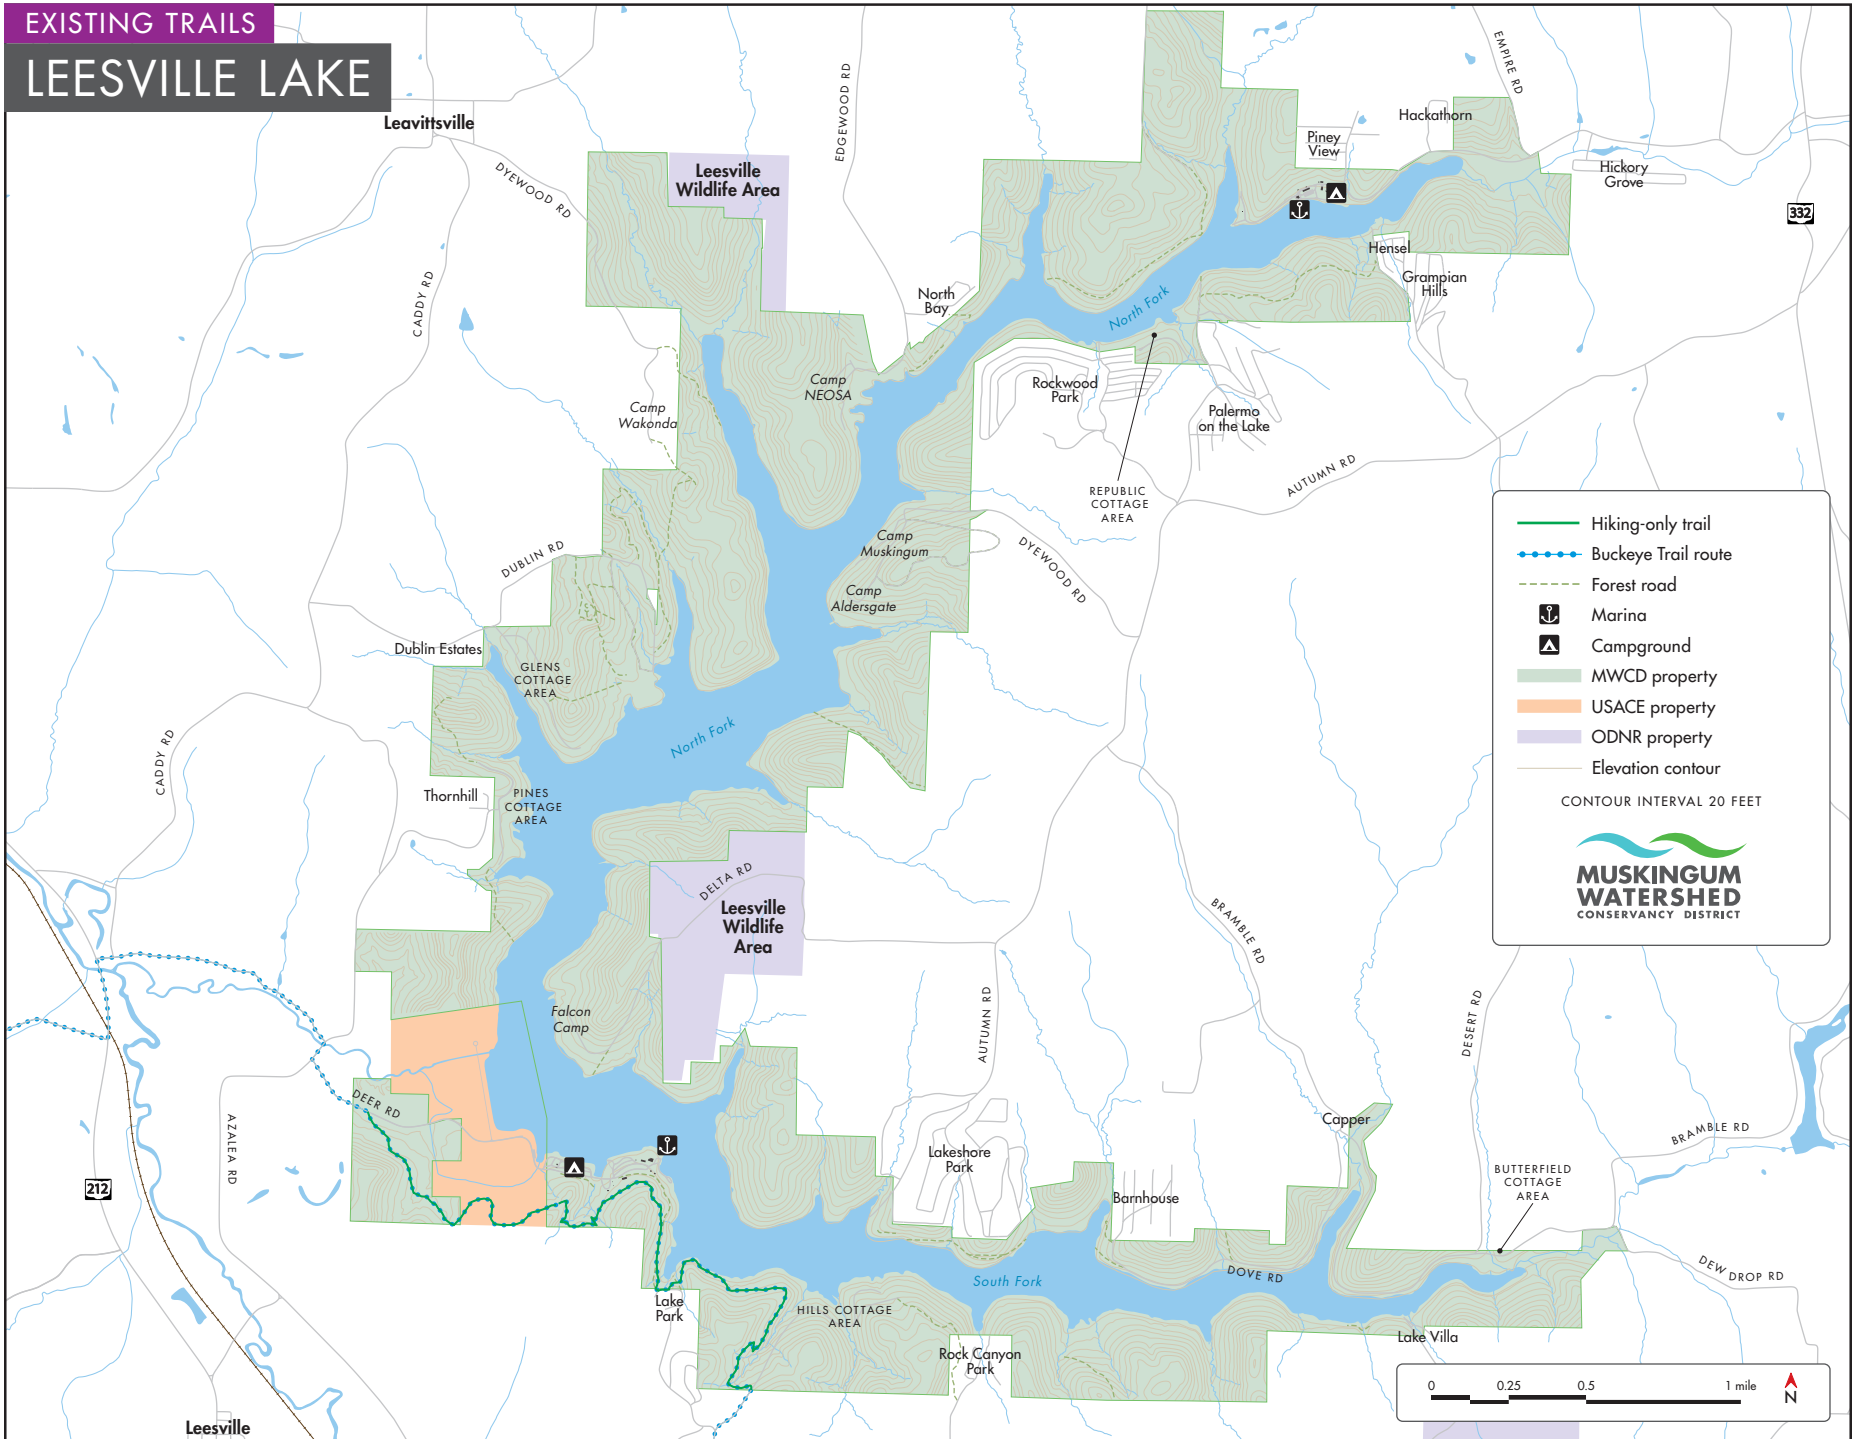 EXISTING TRAILS
LEESVILLE LAKE
Leavittsville
DYEWOOD RD
Leesville
Wildlife Area
EDGEWOOD RD
EMPIRE RD
Hackathorn
Piney
View
Hickory
Grove
332
Hensel
Grampian
Hills
CADDY RD
North
Bay
North Fork
Camp
NEOSA
Camp
Wakonda
Rockwood
Park
Palermo
on the Lake
AUTUMN RD
REPUBLIC
COTTAGE
AREA
Camp
Muskingum
DYEWOOD RD
DUBLIN RD
Camp
Aldersgate
Dublin Estates
GLENS
COTTAGE
AREA
North Fork
CADDY RD
Thornhill
PINES
COTTAGE
AREA
DELTA RD
Leesville
Wildlife
Area
BRAMBLE RD
Falcon
Camp
AUTUMN RD
DESERT RD
DEER RD
AZALEA RD
212
Lakeshore
Park
Capper
BRAMBLE RD
Barnhouse
BUTTERFIELD
COTTAGE
AREA
South Fork
DOVE RD
DEW DROP RD
Lake
Park
HILLS COTTAGE
AREA
Rock Canyon
Park
Lake Villa
Leesville
Hiking-only trail
Buckeye Trail route
Forest road
Marina
Campground
MWCD property
USACE property
ODNR property
Elevation contour
CONTOUR INTERVAL 20 FEET
MUSKINGUM
WATERSHED
CONSERVANCY DISTRICT
0 0.25 0.5 1 mile
N